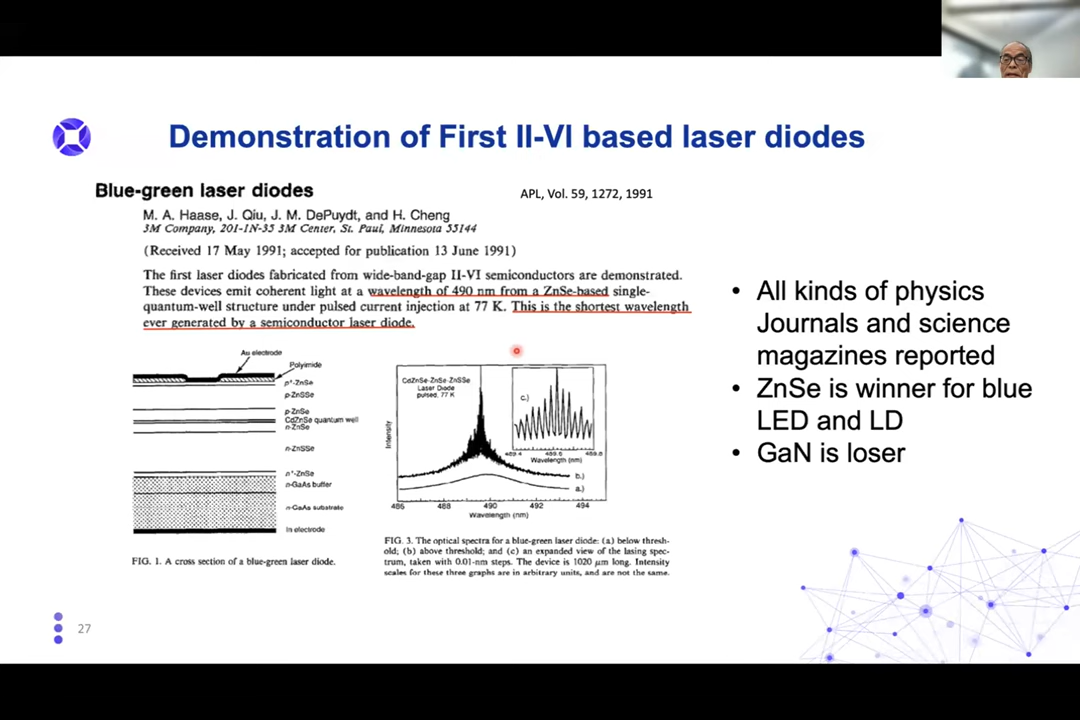 Demonstration of First II-VI based laser diodes
Blue-green laser diodes
APL, Vol. 59, 1272, 1991
M. A. Haase, J. Qiu, J. M. DePuydt, and H. Cheng
3M Company, 201-1N-35 3M Center, St. Paul, Minnesota 55144
(Received 17 May 1991; accepted for publication 13 June 1991)
The first laser diodes fabricated from wide-band-gap II-VI semiconductors are demonstrated.
These devices emit coherent light at a wavelength of 490 nm from a ZnSe-based single-
quantum-well structure under pulsed current injection at 77 K. This is the shortest wavelength
ever generated by a semiconductor laser diode.
Au electrode
Polyimide
p⁺-ZnSe
p-ZnSSe
p-ZnSe
CdZnSe quantum well
n-ZnSe
n-ZnSSe
n⁺-ZnSe
n-GaAs buffer
n-GaAs substrate
In electrode
FIG. 1. A cross section of a blue-green laser diode.
CdZnSe-ZnSe-ZnSSe
Laser Diode
pulsed, 77 K
c.)
489.4 489.6 489.8
Wavelength (nm)
Intensity
b.)
a.)
486 488 490 492 494
Wavelength (nm)
FIG. 3. The optical spectra for a blue-green laser diode: (a) below thresh-
old; (b) above threshold; and (c) an expanded view of the lasing spec-
trum, taken with 0.01-nm steps. The device is 1020 μm long. Intensity
scales for these three graphs are in arbitrary units, and are not the same.
• All kinds of physics
Journals and science
magazines reported
• ZnSe is winner for blue
LED and LD
• GaN is loser
27